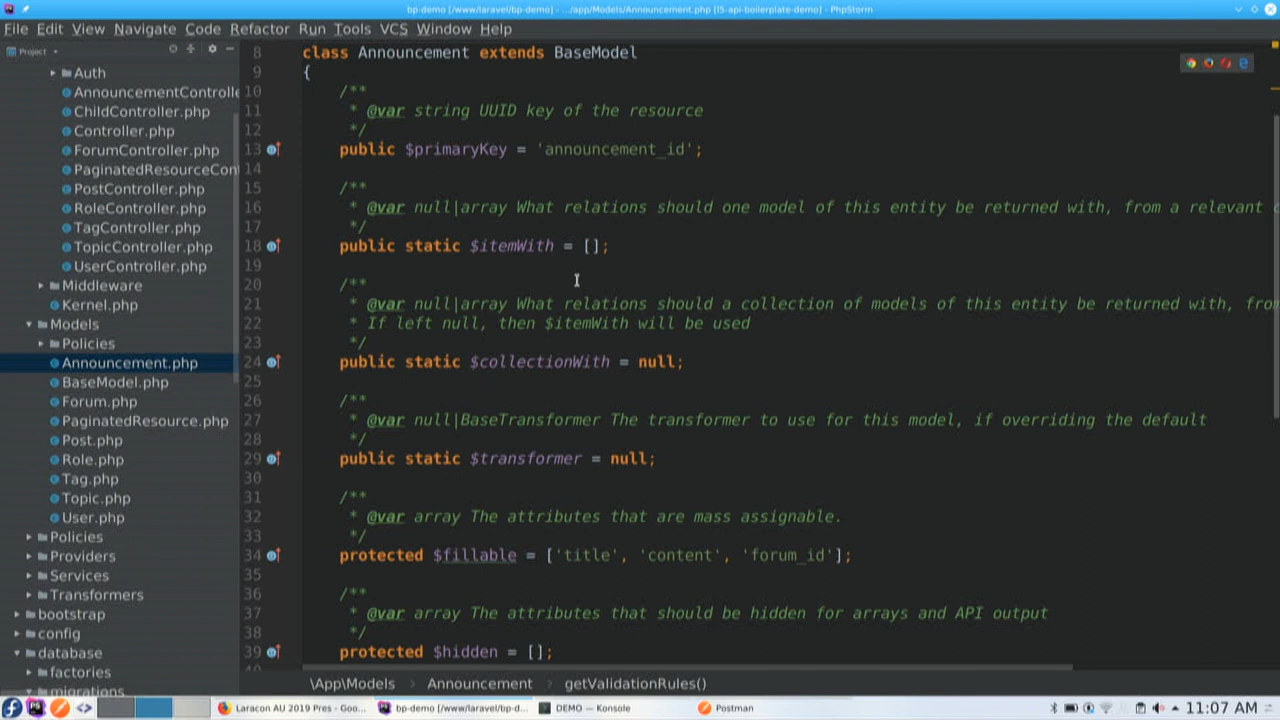 bp-demo [/www/laravel/bp-demo] - .../app/Models/Announcement.php [l5-api-boilerplate-demo] - PhpStorm
File Edit View Navigate Code Refactor Run Tools VCS Window Help
Project
Auth
AnnouncementControlle
ChildController.php
Controller.php
ForumController.php
PaginatedResourceCon
PostController.php
RoleController.php
TagController.php
TopicController.php
UserController.php
Middleware
Kernel.php
Models
Policies
Announcement.php
BaseModel.php
Forum.php
PaginatedResource.php
Post.php
Role.php
Tag.php
Topic.php
User.php
Policies
Providers
Services
Transformers
bootstrap
config
database
factories
migrations
8 class Announcement extends BaseModel
9 {
10 /**
11 * @var string UUID key of the resource
12 */
13 public $primaryKey = 'announcement_id';
14
15 /**
16 * @var null|array What relations should one model of this entity be returned with, from a relevant
17 */
18 public static $itemWith = [];
19
20 /**
21 * @var null|array What relations should a collection of models of this entity be returned with, fro
22 * If left null, then $itemWith will be used
23 */
24 public static $collectionWith = null;
25
26 /**
27 * @var null|BaseTransformer The transformer to use for this model, if overriding the default
28 */
29 public static $transformer = null;
30
31 /**
32 * @var array The attributes that are mass assignable.
33 */
34 protected $fillable = ['title', 'content', 'forum_id'];
35
36 /**
37 * @var array The attributes that should be hidden for arrays and API output
38 */
39 protected $hidden = [];
\App\Models Announcement getValidationRules()
Laracon AU 2019 Pres - Goo... bp-demo [/www/laravel/bp-d... DEMO — Konsole Postman 11:07 AM